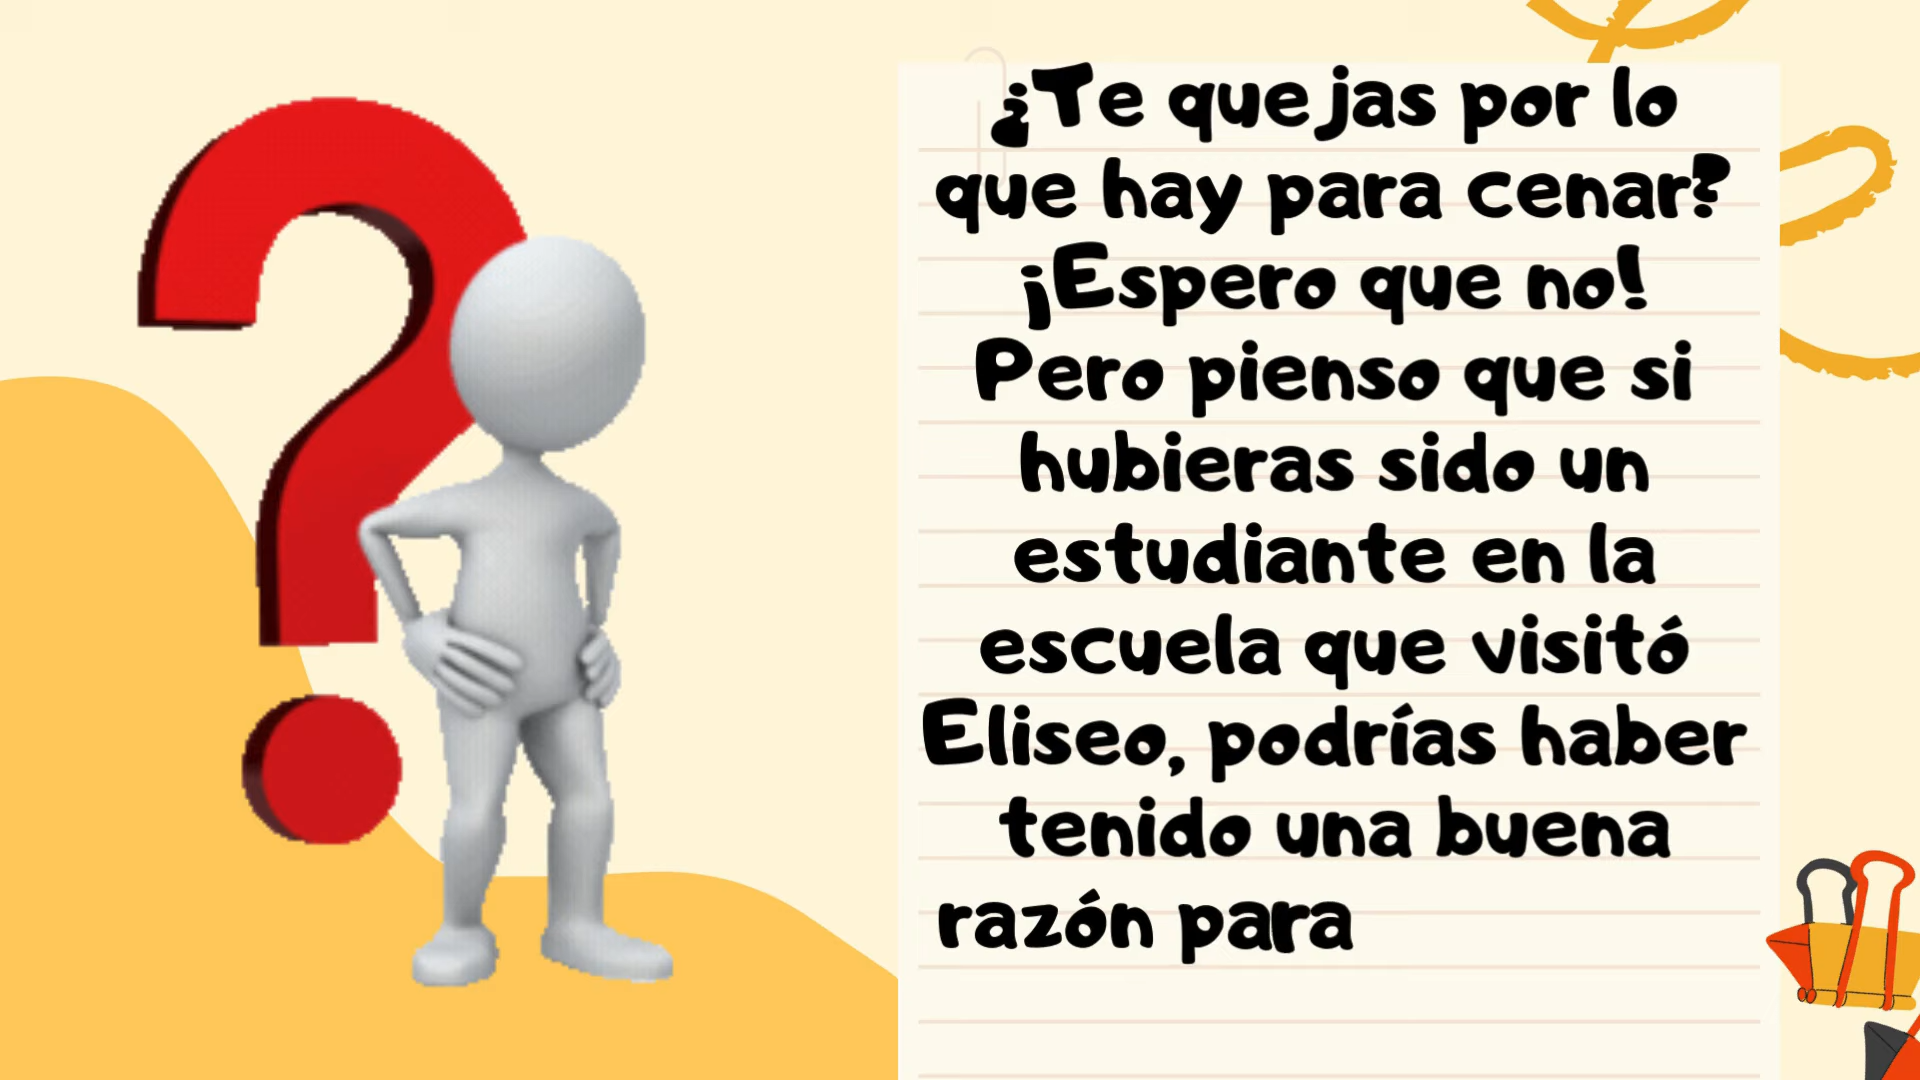 ¿Te quejas por lo
que hay para cenar?
¡Espero que no!
Pero pienso que si
hubieras sido un
estudiante en la
escuela que visitó
Eliseo, podrías haber
tenido una buena
razón para